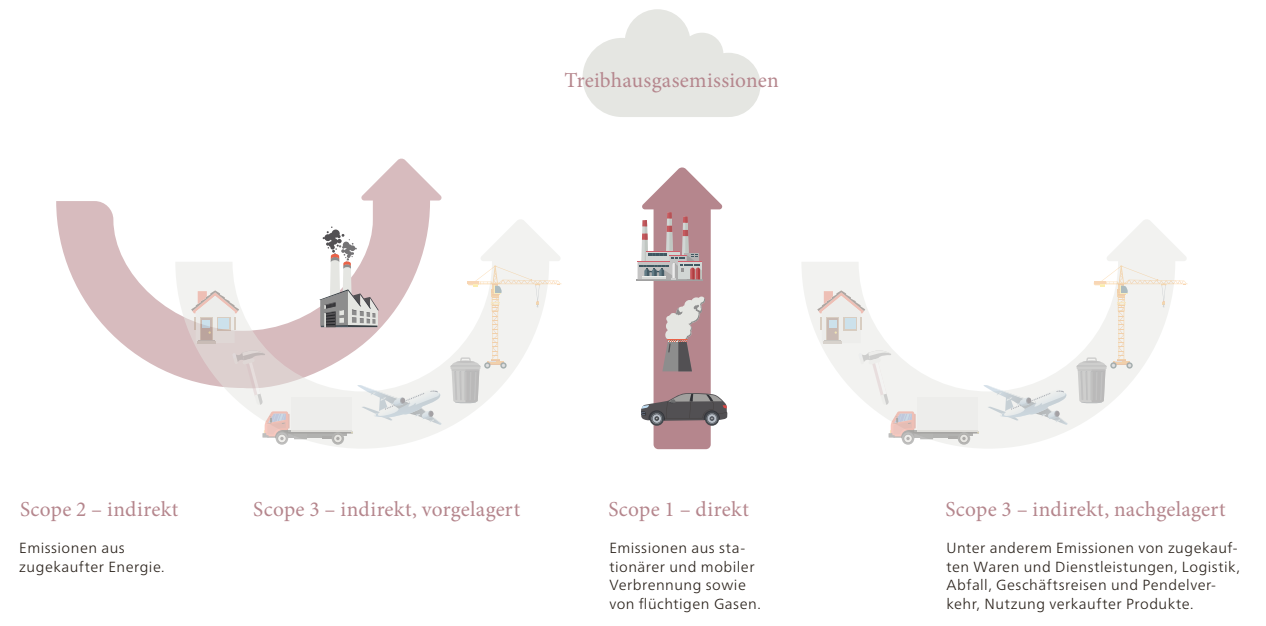 Treibhausgasemissionen
Scope 2 – indirekt
Emissionen aus
zugekaufter Energie.
Scope 3 – indirekt, vorgelagert
Scope 1 – direkt
Emissionen aus sta-
tionärer und mobiler
Verbrennung sowie
von flüchtigen Gasen.
Scope 3 – indirekt, nachgelagert
Unter anderem Emissionen von zugekauf-
ten Waren und Dienstleistungen, Logistik,
Abfall, Geschäftsreisen und Pendelver-
kehr, Nutzung verkaufter Produkte.